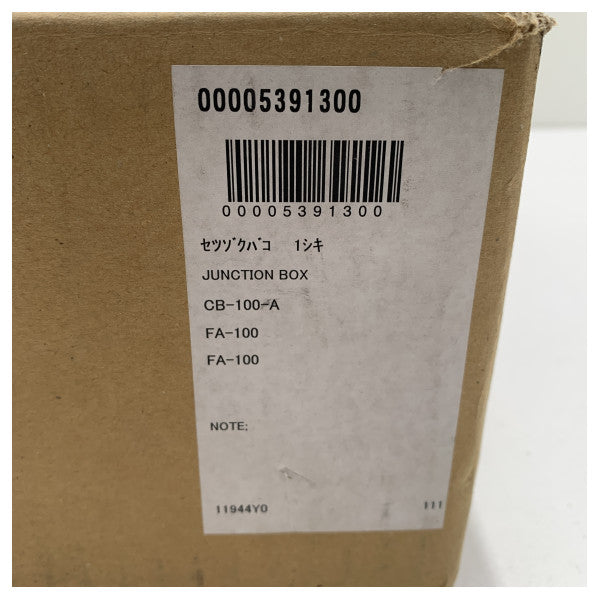 00005391300
00005391300
ｾﾂｿﾞｸﾊﾞｺ 1ｼｷ
JUNCTION BOX
CB-100-A
FA-100
FA-100
NOTE;
11944Y0 111